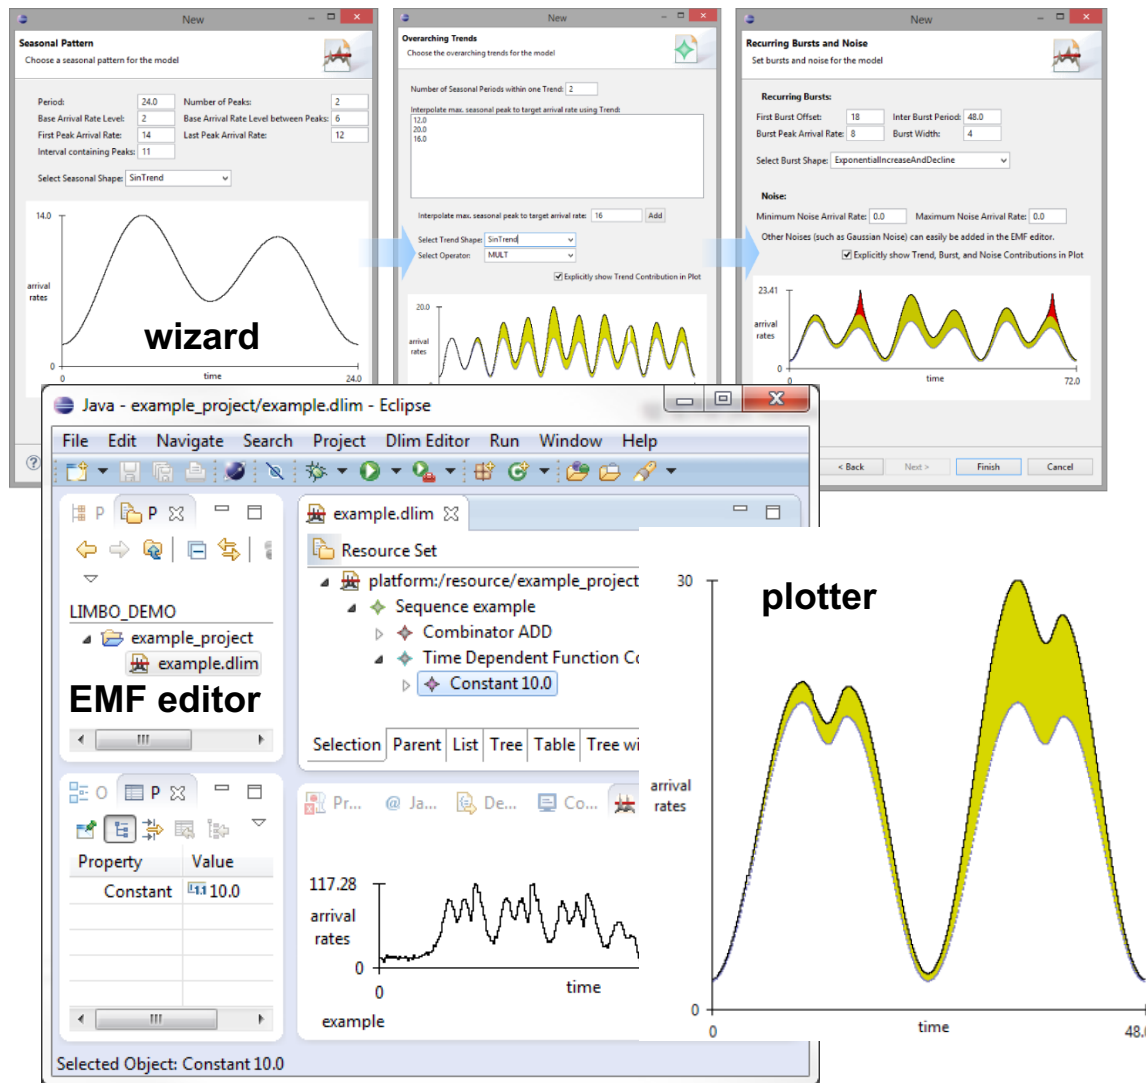 New
Seasonal Pattern
Choose a seasonal pattern for the model
Period: 24.0 Number of Peaks: 2
Base Arrival Rate Level: 2 Base Arrival Rate Level between Peaks: 6
First Peak Arrival Rate: 14 Last Peak Arrival Rate: 12
Interval containing Peaks: 11
Select Seasonal Shape: SinTrend
14.0
arrival
rates
wizard
0
0 time 24.0
New
Overarching Trends
Choose the overarching trends for the model
Number of Seasonal Periods within one Trend: 2
Interpolate max. seasonal peak to target arrival rate using Trend:
12.0
20.0
16.0
Interpolate max. seasonal peak to target arrival rate: 16 Add
Select Trend Shape: SinTrend
Select Operator: MULT
Explicitly show Trend Contribution in Plot
20.0
arrival
rates
New
Recurring Bursts and Noise
Set bursts and noise for the model
Recurring Bursts:
First Burst Offset: 18 Inter Burst Period: 48.0
Burst Peak Arrival Rate: 8 Burst Width: 4
Select Burst Shape: ExponentialIncreaseAndDecline
Noise:
Minimum Noise Arrival Rate: 0.0 Maximum Noise Arrival Rate: 0.0
Other Noises (such as Gaussian Noise) can easily be added in the EMF editor.
Explicitly show Trend, Burst, and Noise Contributions in Plot
23.41
arrival
rates
0
0 time 72.0
< Back Next > Finish Cancel
Java - example_project/example.dlim - Eclipse
File Edit Navigate Search Project Dlim Editor Run Window Help
P P
LIMBO_DEMO
example_project
example.dlim
EMF editor
example.dlim
Resource Set
platform:/resource/example_project
Sequence example
Combinator ADD
Time Dependent Function Co
Constant 10.0
Selection Parent List Tree Table Tree wi
O P
Property Value
Constant 10.0
Pr... @ Ja... De... Co...
117.28
arrival
rates
0
0 time
example
Selected Object: Constant 10.0
plotter
30
arrival
rates
0
0 time 48.0